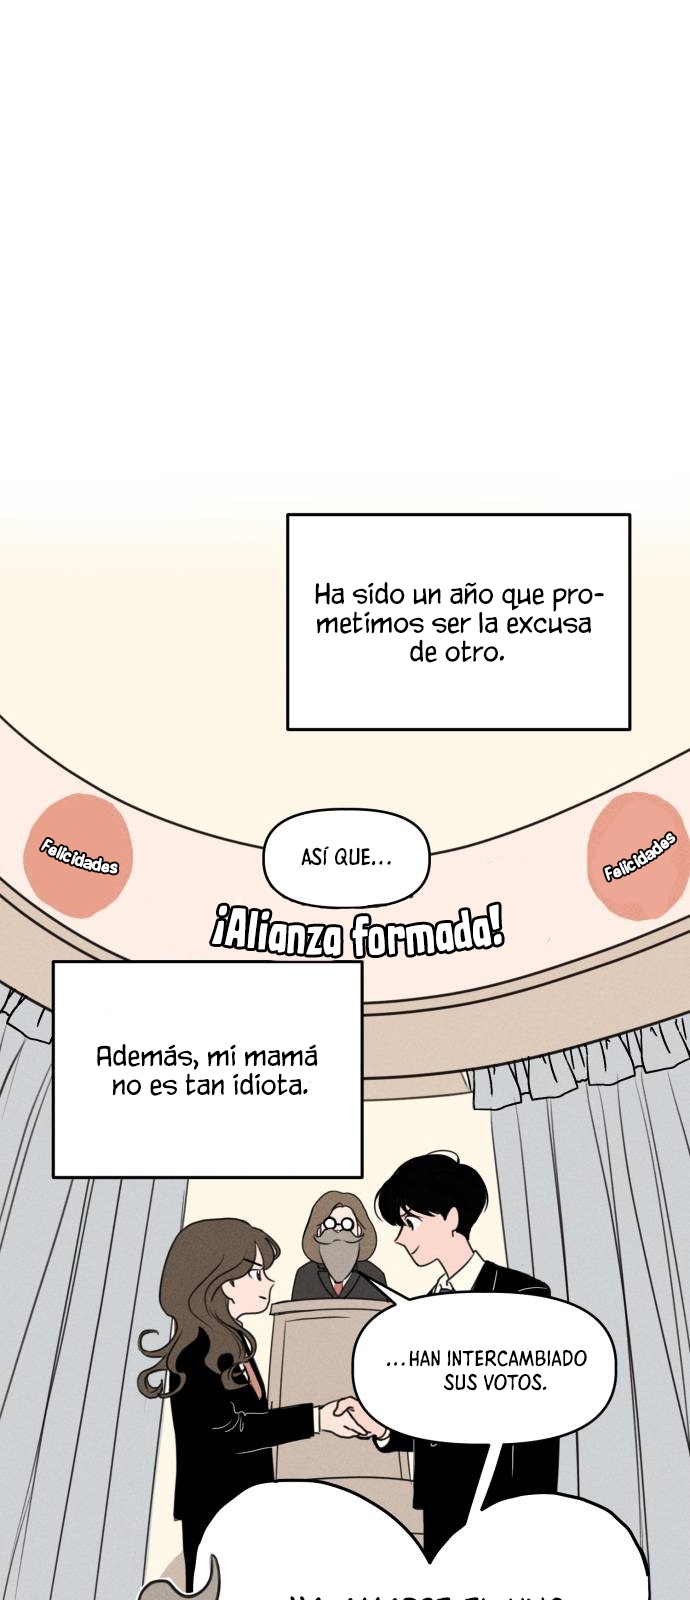 Ha sido un año que pro-
metimos ser la excusa
de otro.
Felicidades
Felicidades
ASÍ QUE...
¡Alianza formada!
Además, mi mamá
no es tan idiota.
...HAN INTERCAMBIADO
SUS VOTOS.